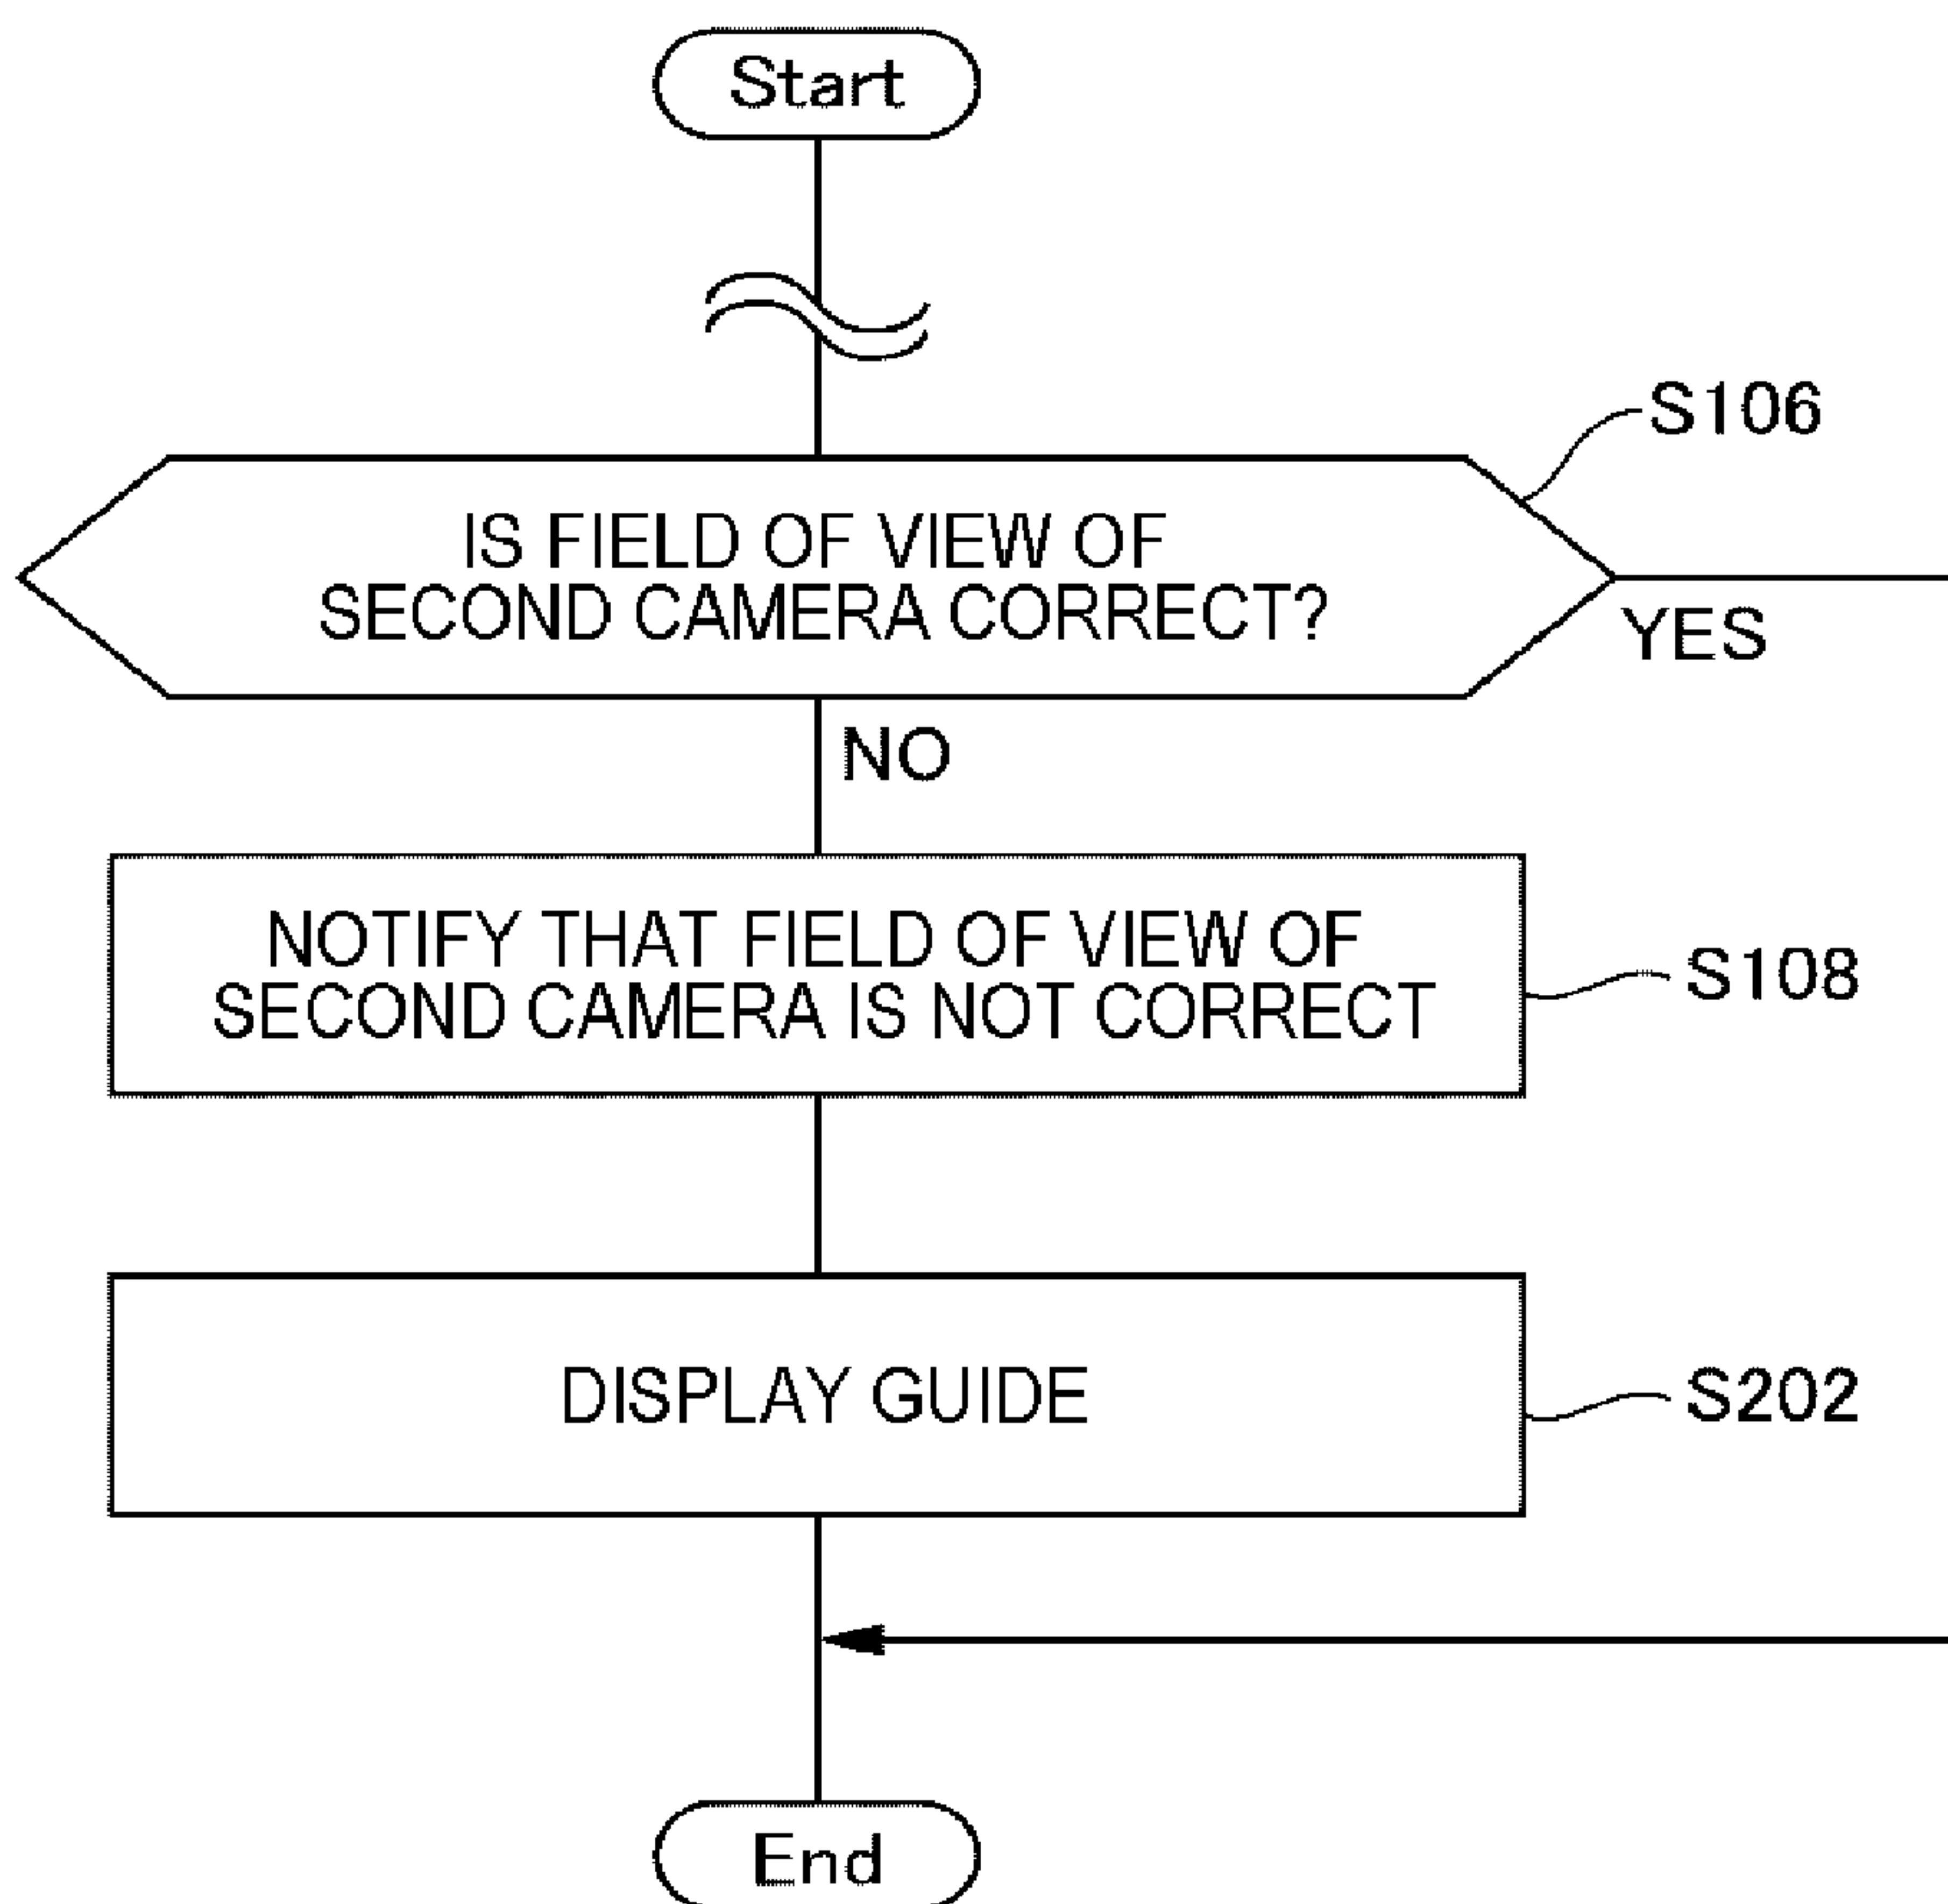 Start
S106
IS FIELD OF VIEW OF
SECOND CAMERA CORRECT?
YES
NO
NOTIFY THAT FIELD OF VIEW OF
SECOND CAMERA IS NOT CORRECT
S108
DISPLAY GUIDE
S202
End